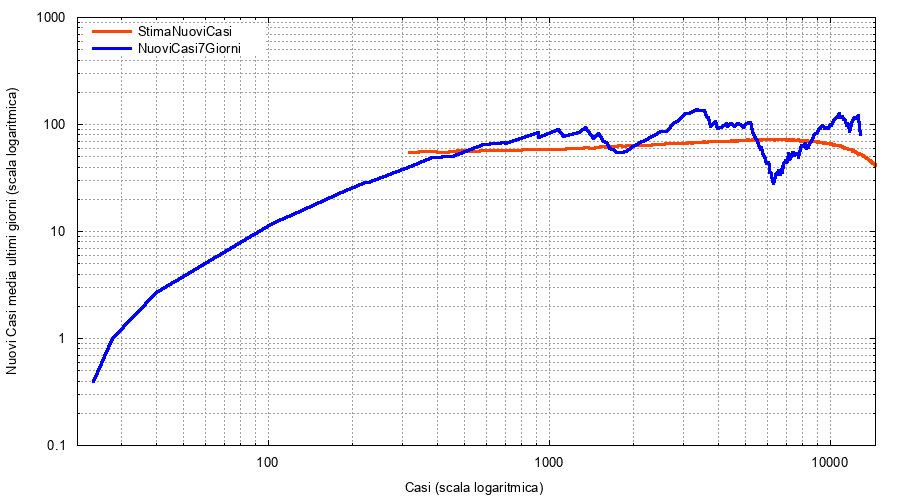 1000
StimaNuoviCasi
NuoviCasi7Giorni
100
10
1
0.1
Nuovi Casi media ultimi giorni (scala logaritmica)
100
1000
10000
Casi (scala logaritmica)